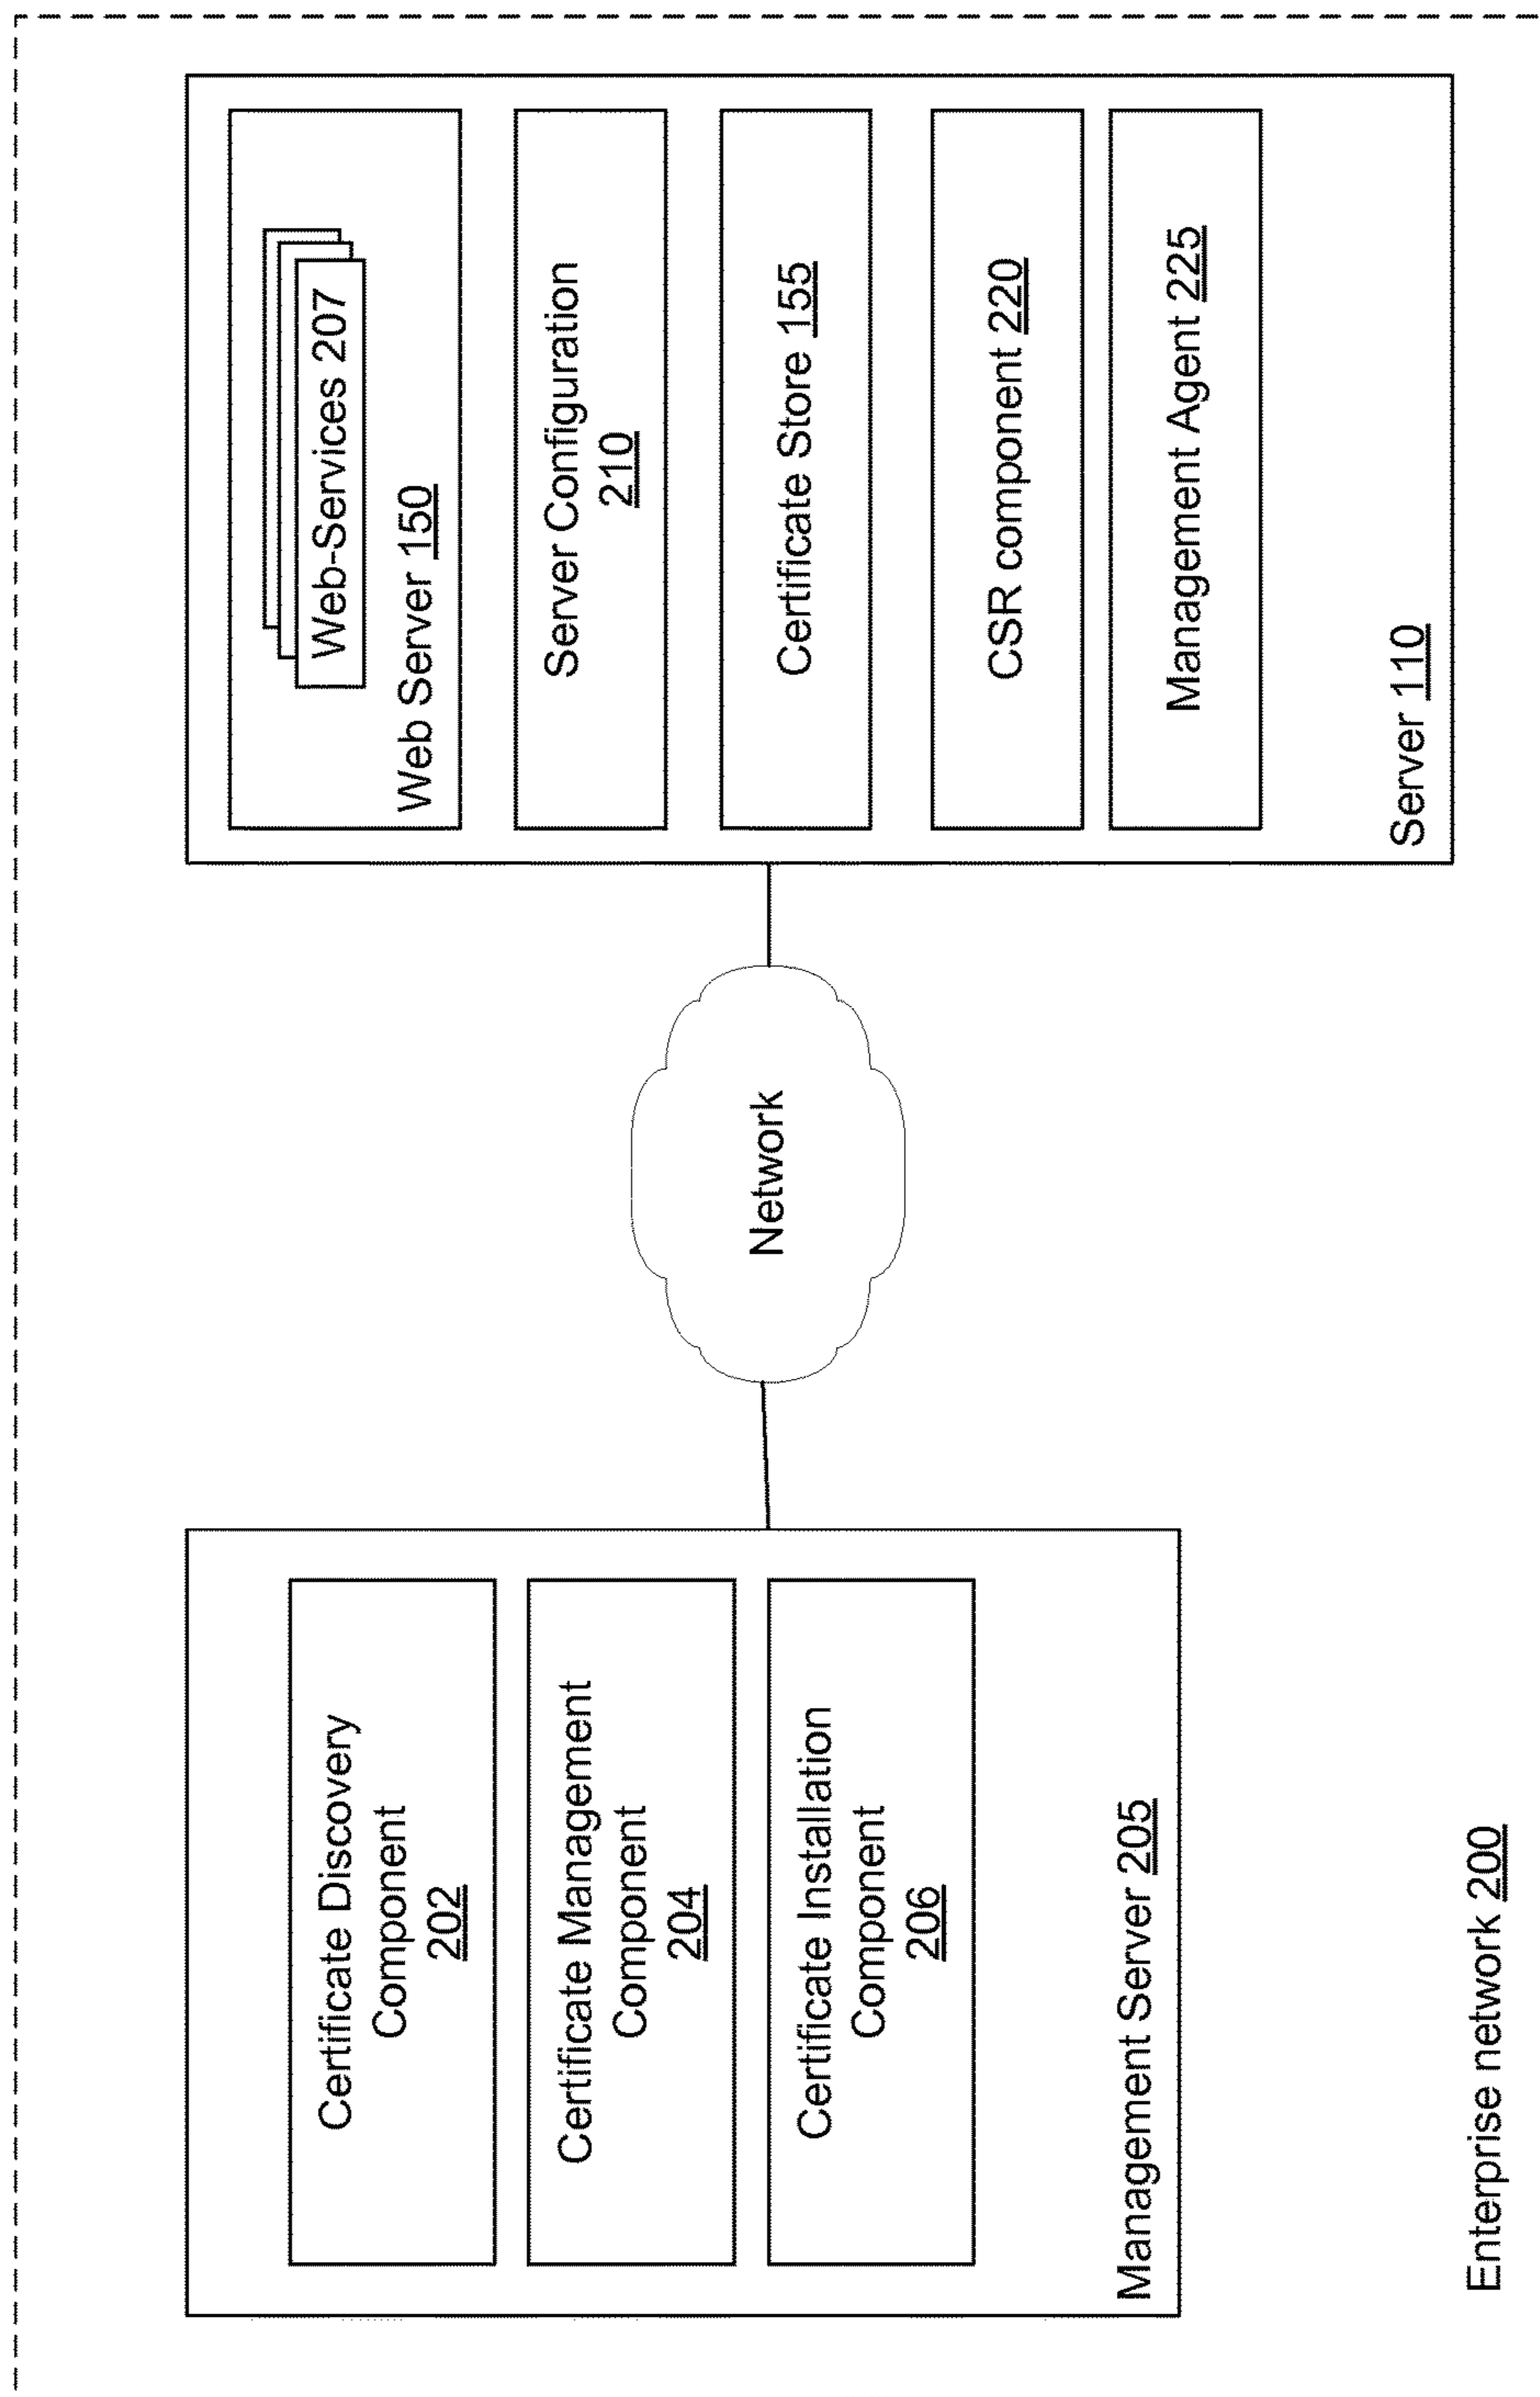 Certificate Discovery
Component
202
Certificate Management
Component
204
Certificate Installation
Component
206
Management Server 205
Network
Web-Services 207
Web Server 150
Server Configuration
210
Certificate Store 155
CSR component 220
Management Agent 225
Server 110
Enterprise network 200